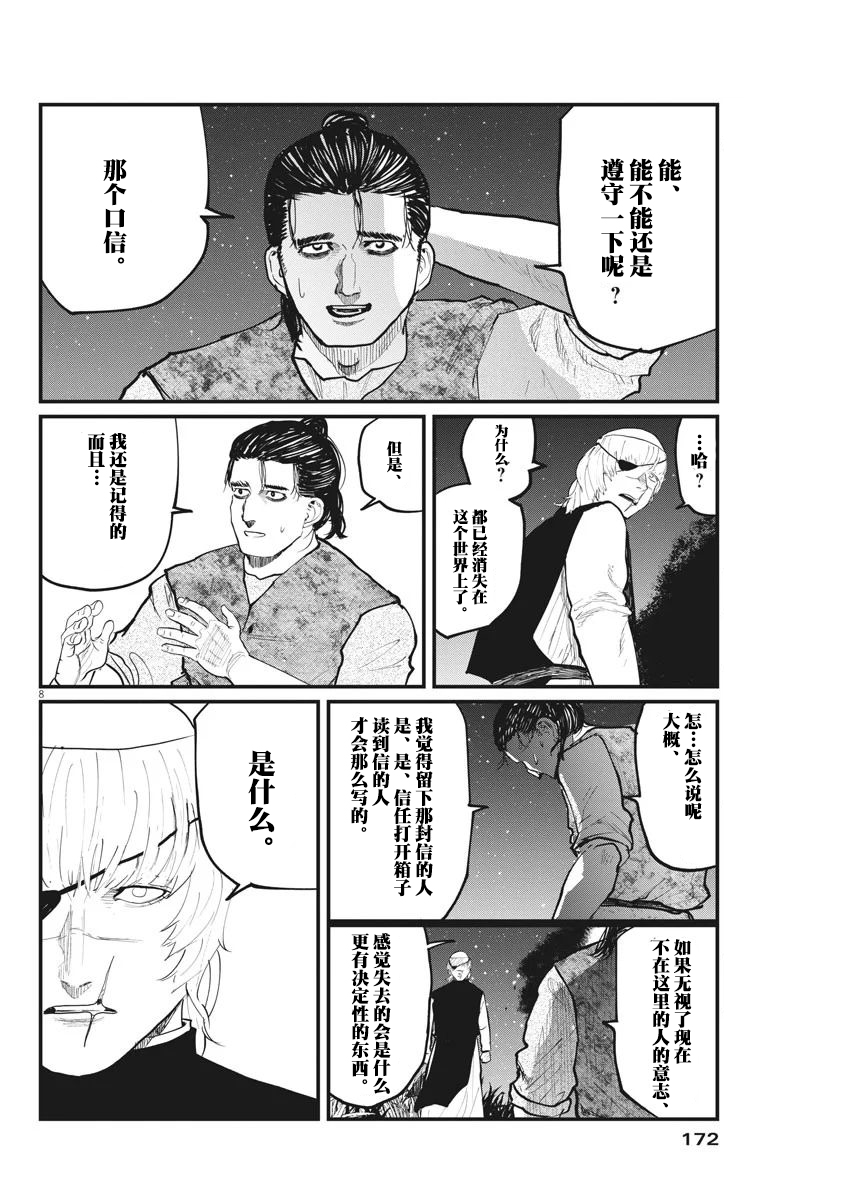 能、
能不能还是
遵守一下呢？
那个口信。
…哈？
为什么？
都已经消失在
这个世界上了。
但是、
我还是记得的
而且…
怎…怎么说呢
大概、
我觉得留下那封信的人
是、是、信任打开箱子
读到信的人
才会那么写的。
如果无视了现在
不在这里的人的意志、
感觉失去的会是什么
更有决定性的东西。
是什么。
8
172